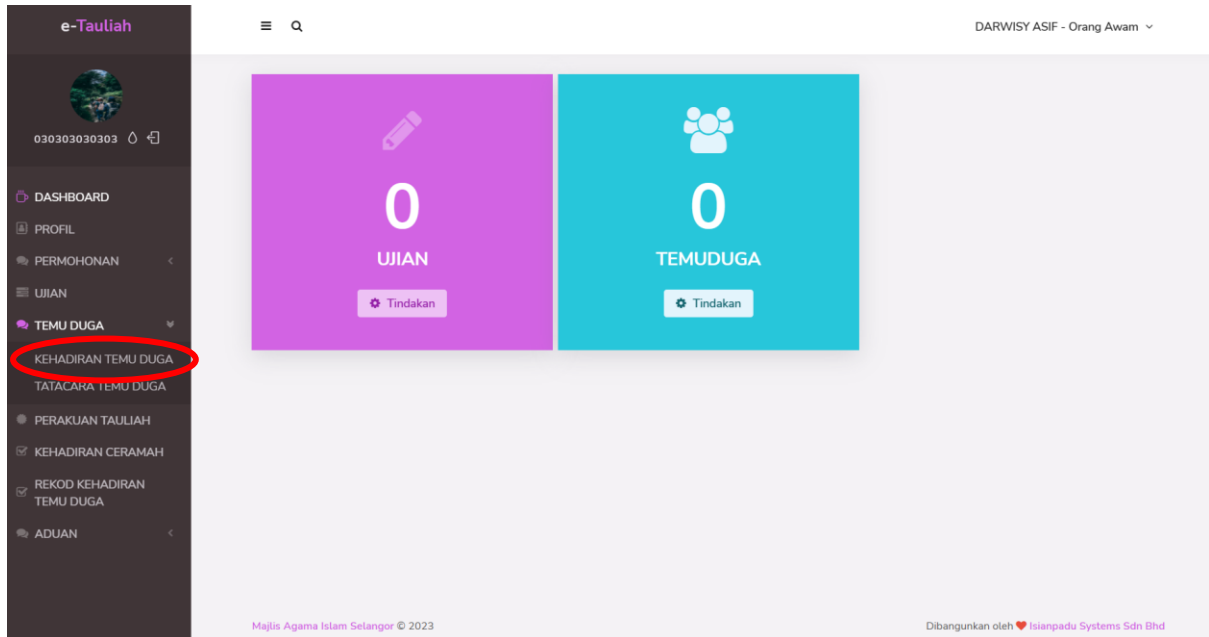 e-Tauliah
DARWISY ASIF - Orang Awam
030303030303
DASHBOARD
PROFIL
PERMOHONAN
UJIAN
TEMU DUGA
KEHADIRAN TEMU DUGA
TATACARA TEMU DUGA
PERAKUAN TAULIAH
KEHADIRAN CERAMAH
REKOD KEHADIRAN
TEMU DUGA
ADUAN
0
UJIAN
Tindakan
0
TEMUDUGA
Tindakan
Majlis Agama Islam Selangor © 2023
Dibangunkan oleh ❤ Isianpadu Systems Sdn Bhd